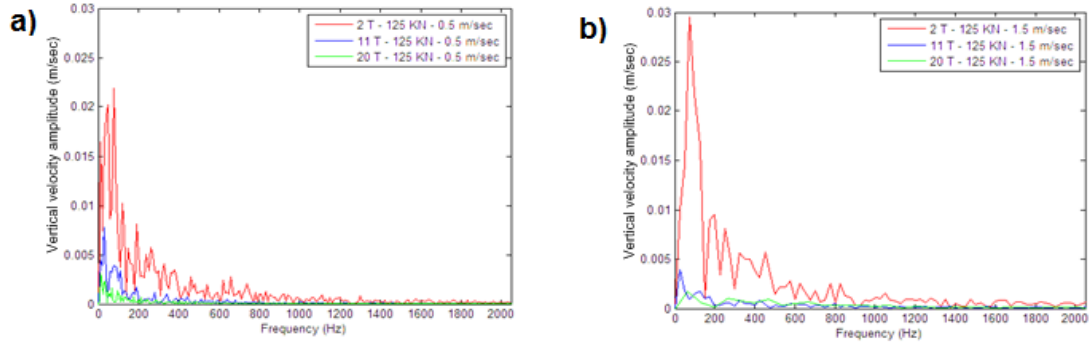 a)
Vertical velocity amplitude (m/sec)
0.03
0.025
0.02
0.015
0.01
0.005
0
2 T - 125 KN - 0.5 m/sec
11 T - 125 KN - 0.5 m/sec
20 T - 125 KN - 0.5 m/sec
0 200 400 600 800 1000 1200 1400 1600 1800 2000
Frequency (Hz)
b)
Vertical velocity amplitude (m/sec)
0.03
0.025
0.02
0.015
0.01
0.005
0
2 T - 125 KN - 1.5 m/sec
11 T - 125 KN - 1.5 m/sec
20 T - 125 KN - 1.5 m/sec
0 200 400 600 800 1000 1200 1400 1600 1800 2000
Frequency (Hz)